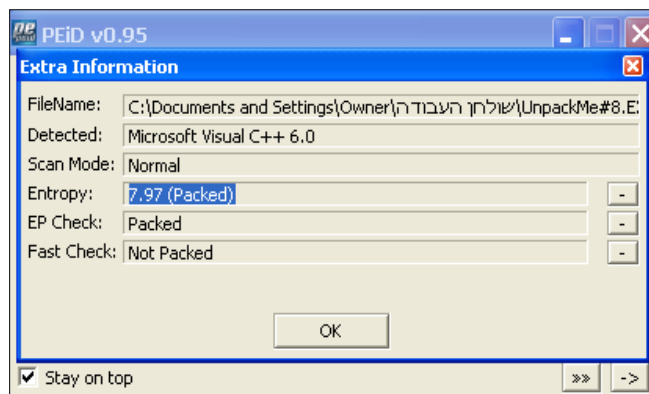 PEiD v0.95
Extra Information
FileName: C:\Documents and Settings\Owner\שולחן העבודה\UnpackMe#8.E
Detected: Microsoft Visual C++ 6.0
Scan Mode: Normal
Entropy: 7.97 (Packed) -
EP Check: Packed -
Fast Check: Not Packed -
OK
Stay on top »» ->